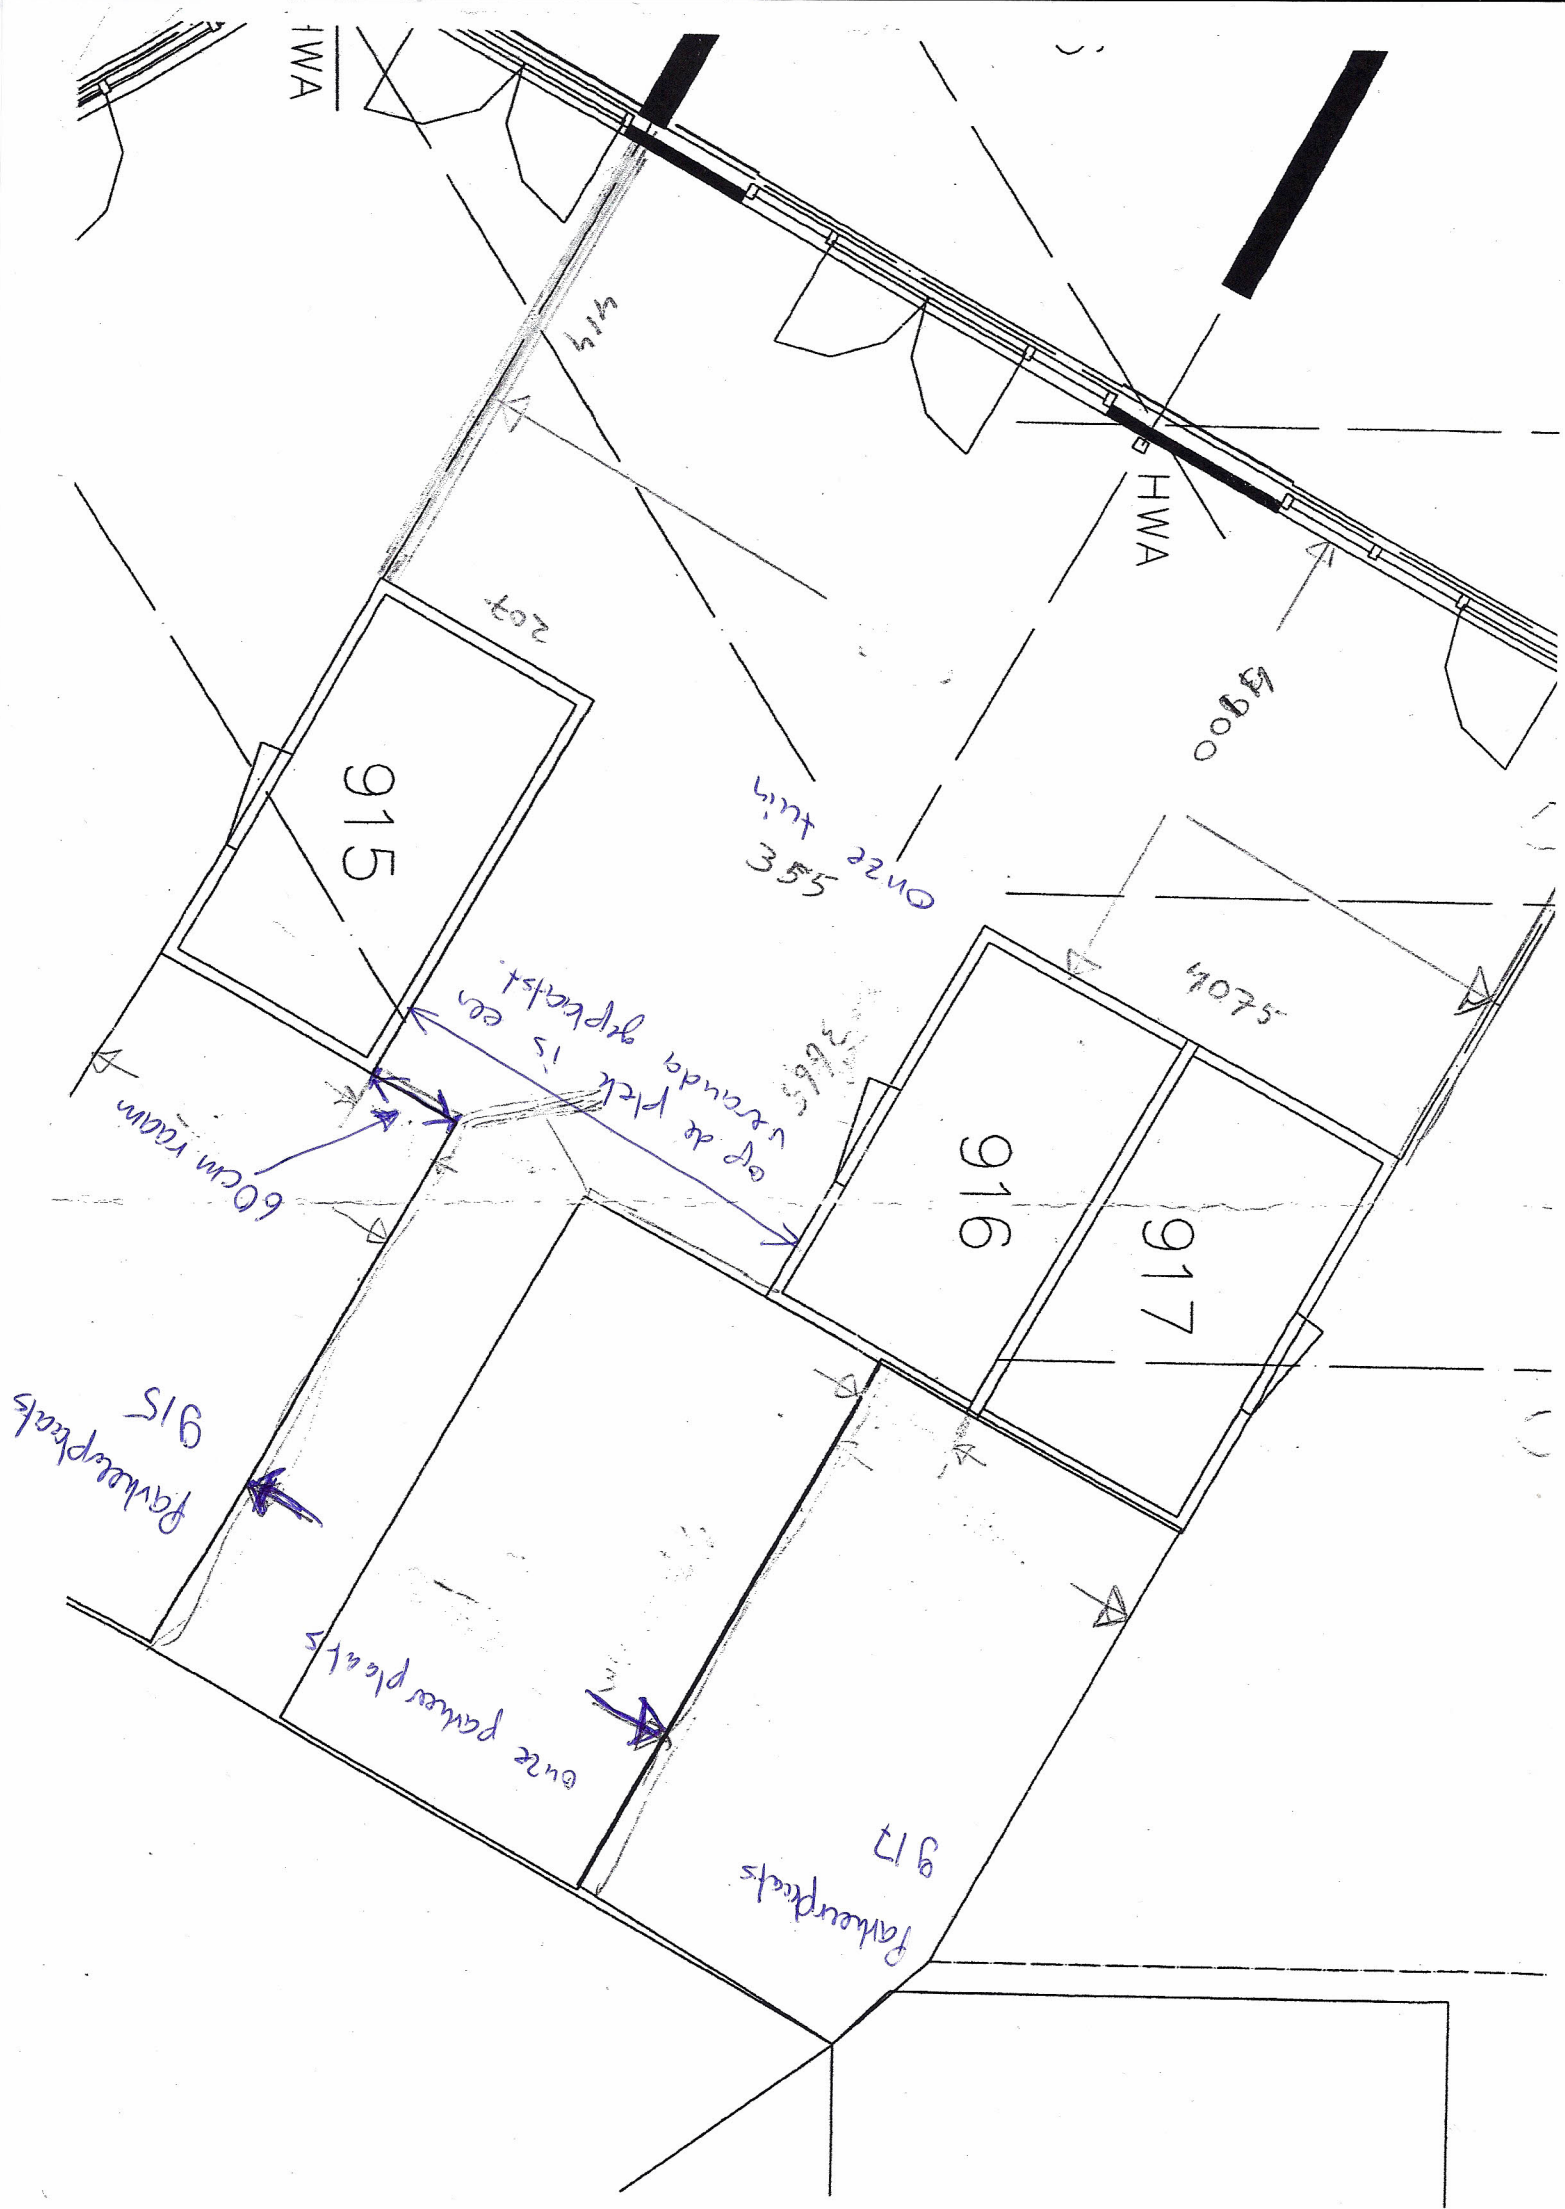 HWA
414
HWA
207
4900
915
Onze tuin
355
4025
op de plek is een
veranda geplaatst.
3665
916
917
60cm raam
Parkeerplaats
915
onze parkeerplaats
Parkeerplaats
917